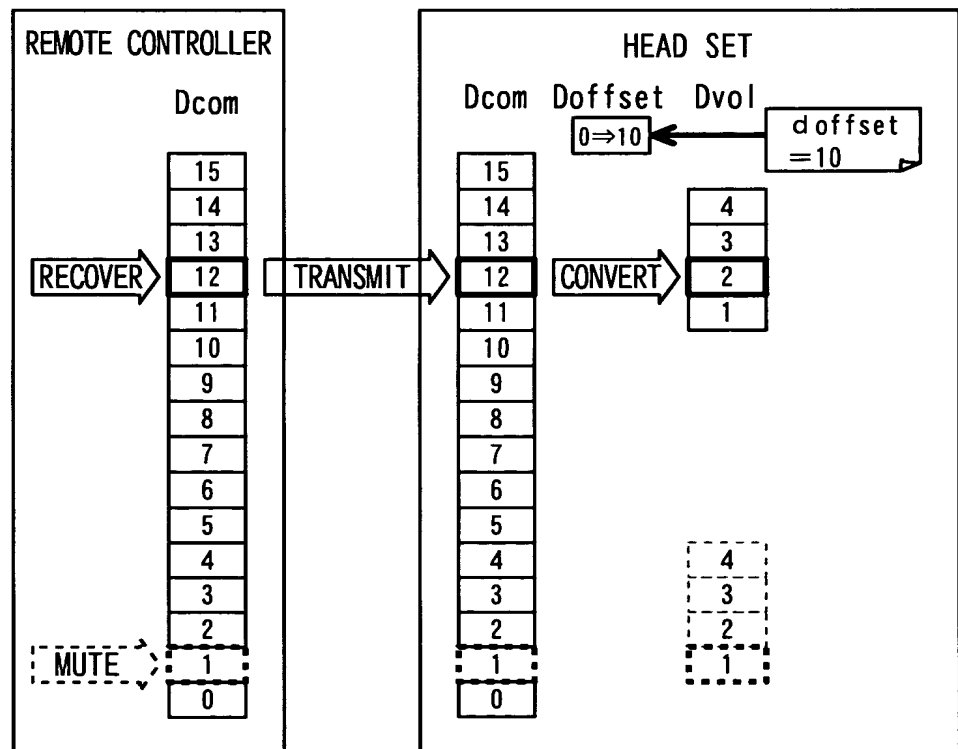 REMOTE CONTROLLER
HEAD SET
Dcom
Dcom Doffset Dvol
0⇒10
doffset
=10
15 15
14 14 4
13 13 3
RECOVER 12 TRANSMIT 12 CONVERT 2
11 11 1
10 10
9 9
8 8
7 7
6 6
5 5
4 4 4
3 3 3
2 2 2
MUTE 1 1 1
0 0